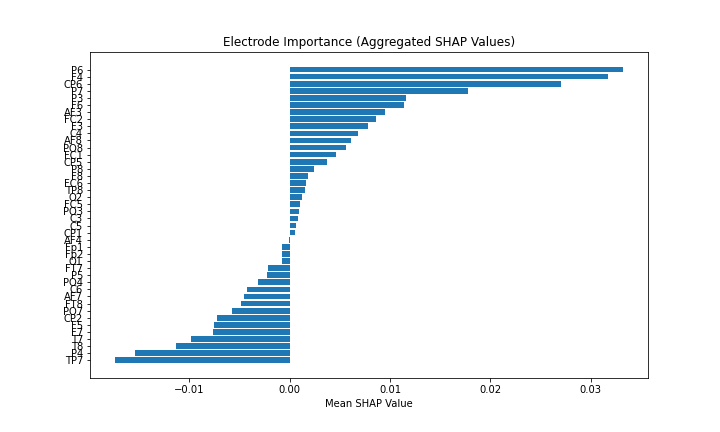 Electrode Importance (Aggregated SHAP Values)
P6
F4
CP6
P7
P3
F6
AF3
FC2
F3
C4
AF8
PO8
FC1
CP5
P8
F8
FC6
TP8
O2
FC5
PO3
C3
C5
CP1
AF4
Fp1
Fp2
O1
FT7
P5
PO4
C6
AF7
FT8
PO7
CP2
F5
F7
T7
T8
P4
TP7
−0.01 0.00 0.01 0.02 0.03
Mean SHAP Value